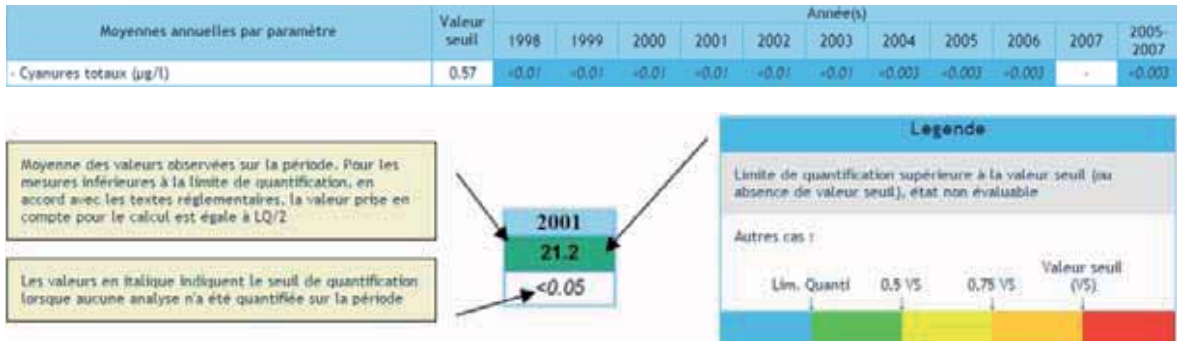 Moyennes annuelles par paramètre
Valeur seuil
Année(s)
1998 1999 2000 2001 2002 2003 2004 2005 2006 2007 2005-2007
- Cyanures totaux (µg/l) 0.57 <0.01 <0.01 <0.01 <0.01 <0.01 <0.01 <0.003 <0.003 <0.003 - <0.003
Moyenne des valeurs observées sur la période. Pour les
mesures inférieures à la limite de quantification, en
accord avec les textes réglementaires, la valeur prise en
compte pour le calcul est égale à LQ/2
Les valeurs en italique indiquent le seuil de quantification
lorsque aucune analyse n'a été quantifiée sur la période
2001
21.2
<0.05
Legende
Limite de quantification supérieure à la valeur seuil (ou
absence de valeur seuil), état non évaluable
Autres cas :
Lim. Quanti 0.5 VS 0.75 VS Valeur seuil
(VS)